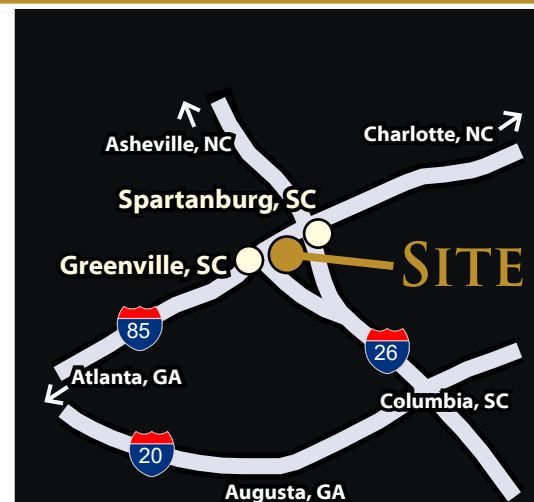 Asheville, NC
Charlotte, NC
Spartanburg, SC
Greenville, SC
SITE
85
26
Atlanta, GA
Columbia, SC
20
Augusta, GA